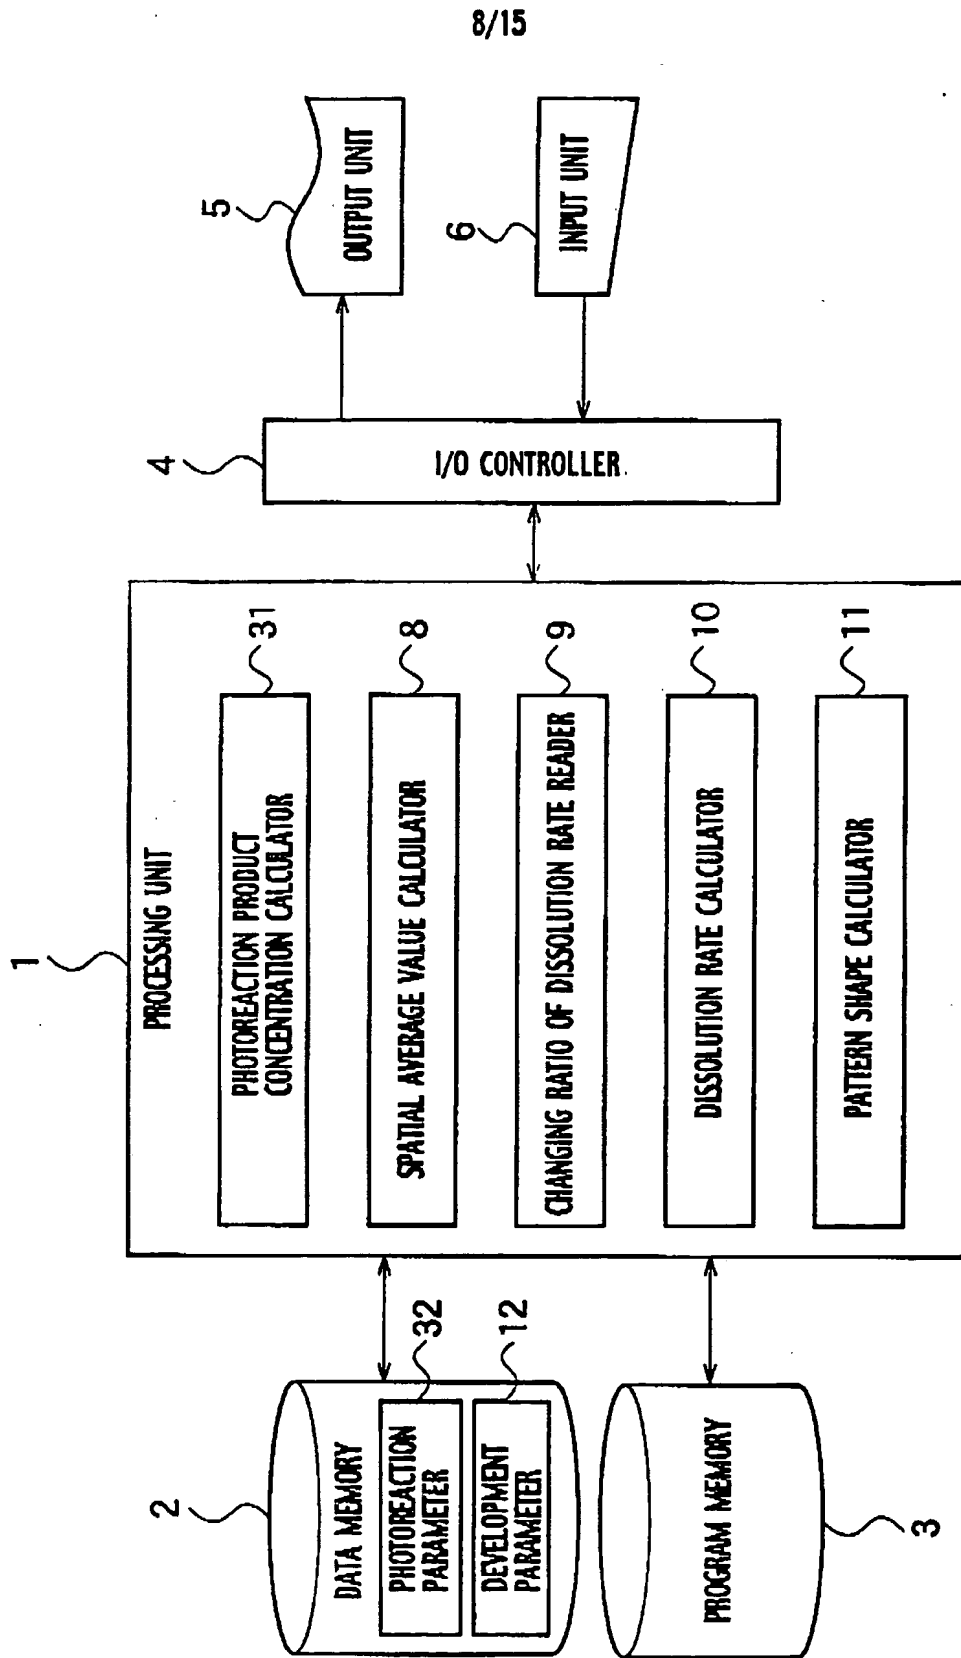 8/15
1
PROCESSING UNIT
PHOTOREACTION PRODUCT
CONCENTRATION CALCULATOR
31
SPATIAL AVERAGE VALUE CALCULATOR
8
CHANGING RATIO OF DISSOLUTION RATE READER
9
DISSOLUTION RATE CALCULATOR
10
PATTERN SHAPE CALCULATOR
11
2
DATA MEMORY
PHOTOREACTION
PARAMETER
32
DEVELOPMENT
PARAMETER
12
PROGRAM MEMORY
3
4
I/O CONTROLLER
5
OUTPUT UNIT
6
INPUT UNIT